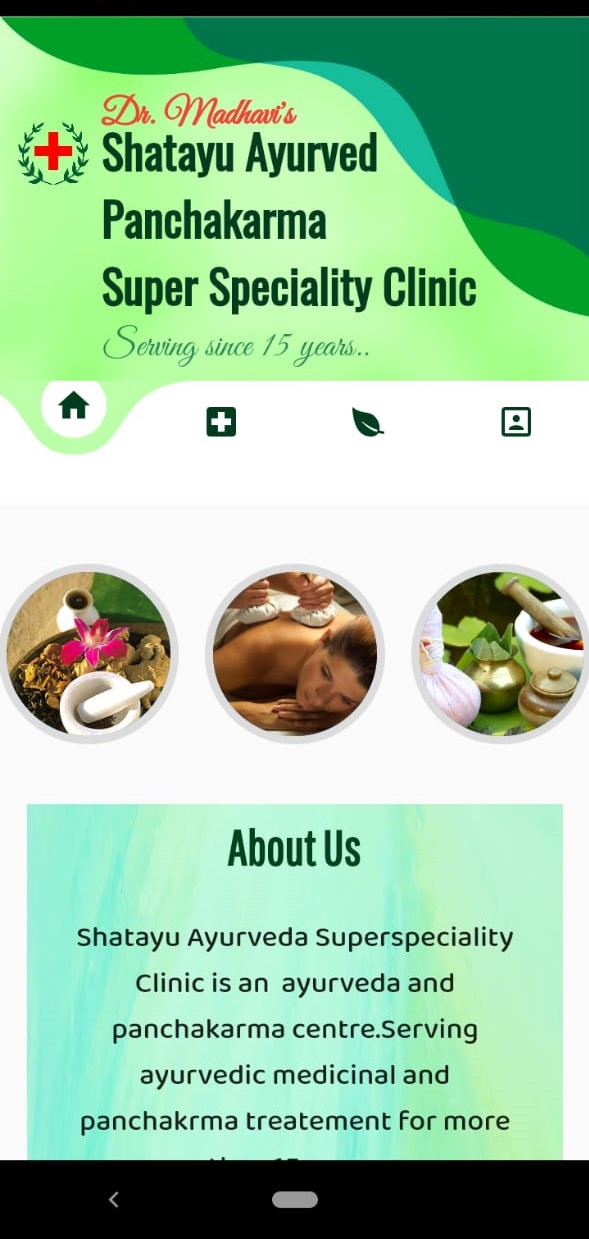 Dr. Madhavi's
Shatayu Ayurved
Panchakarma
Super Speciality Clinic
Serving since 15 years..
About Us
Shatayu Ayurveda Superspeciality
Clinic is an ayurveda and
panchakarma centre.Serving
ayurvedic medicinal and
panchakrma treatement for more